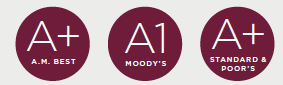 A+
A.M. BEST
A1
MOODY'S
A+
STANDARD &
POOR'S